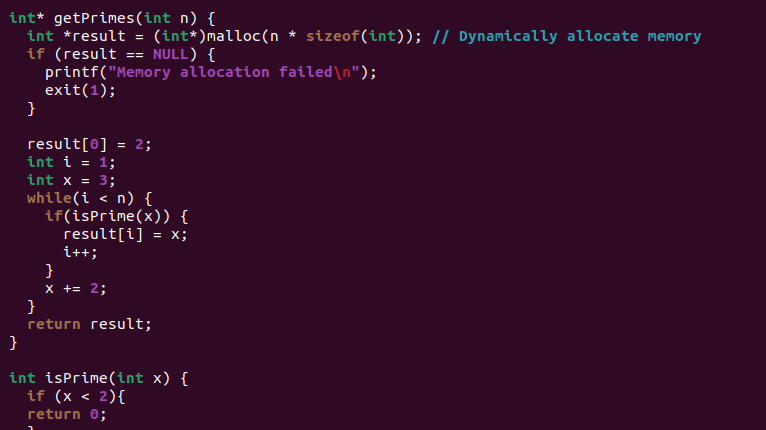 int* getPrimes(int n) {
  int *result = (int*)malloc(n * sizeof(int)); // Dynamically allocate memory
  if (result == NULL) {
    printf("Memory allocation failed\n");
    exit(1);
  }

  result[0] = 2;
  int i = 1;
  int x = 3;
  while(i < n) {
    if(isPrime(x)) {
      result[i] = x;
      i++;
    }
    x += 2;
  }
  return result;
}

int isPrime(int x) {
  if (x < 2){
  return 0;